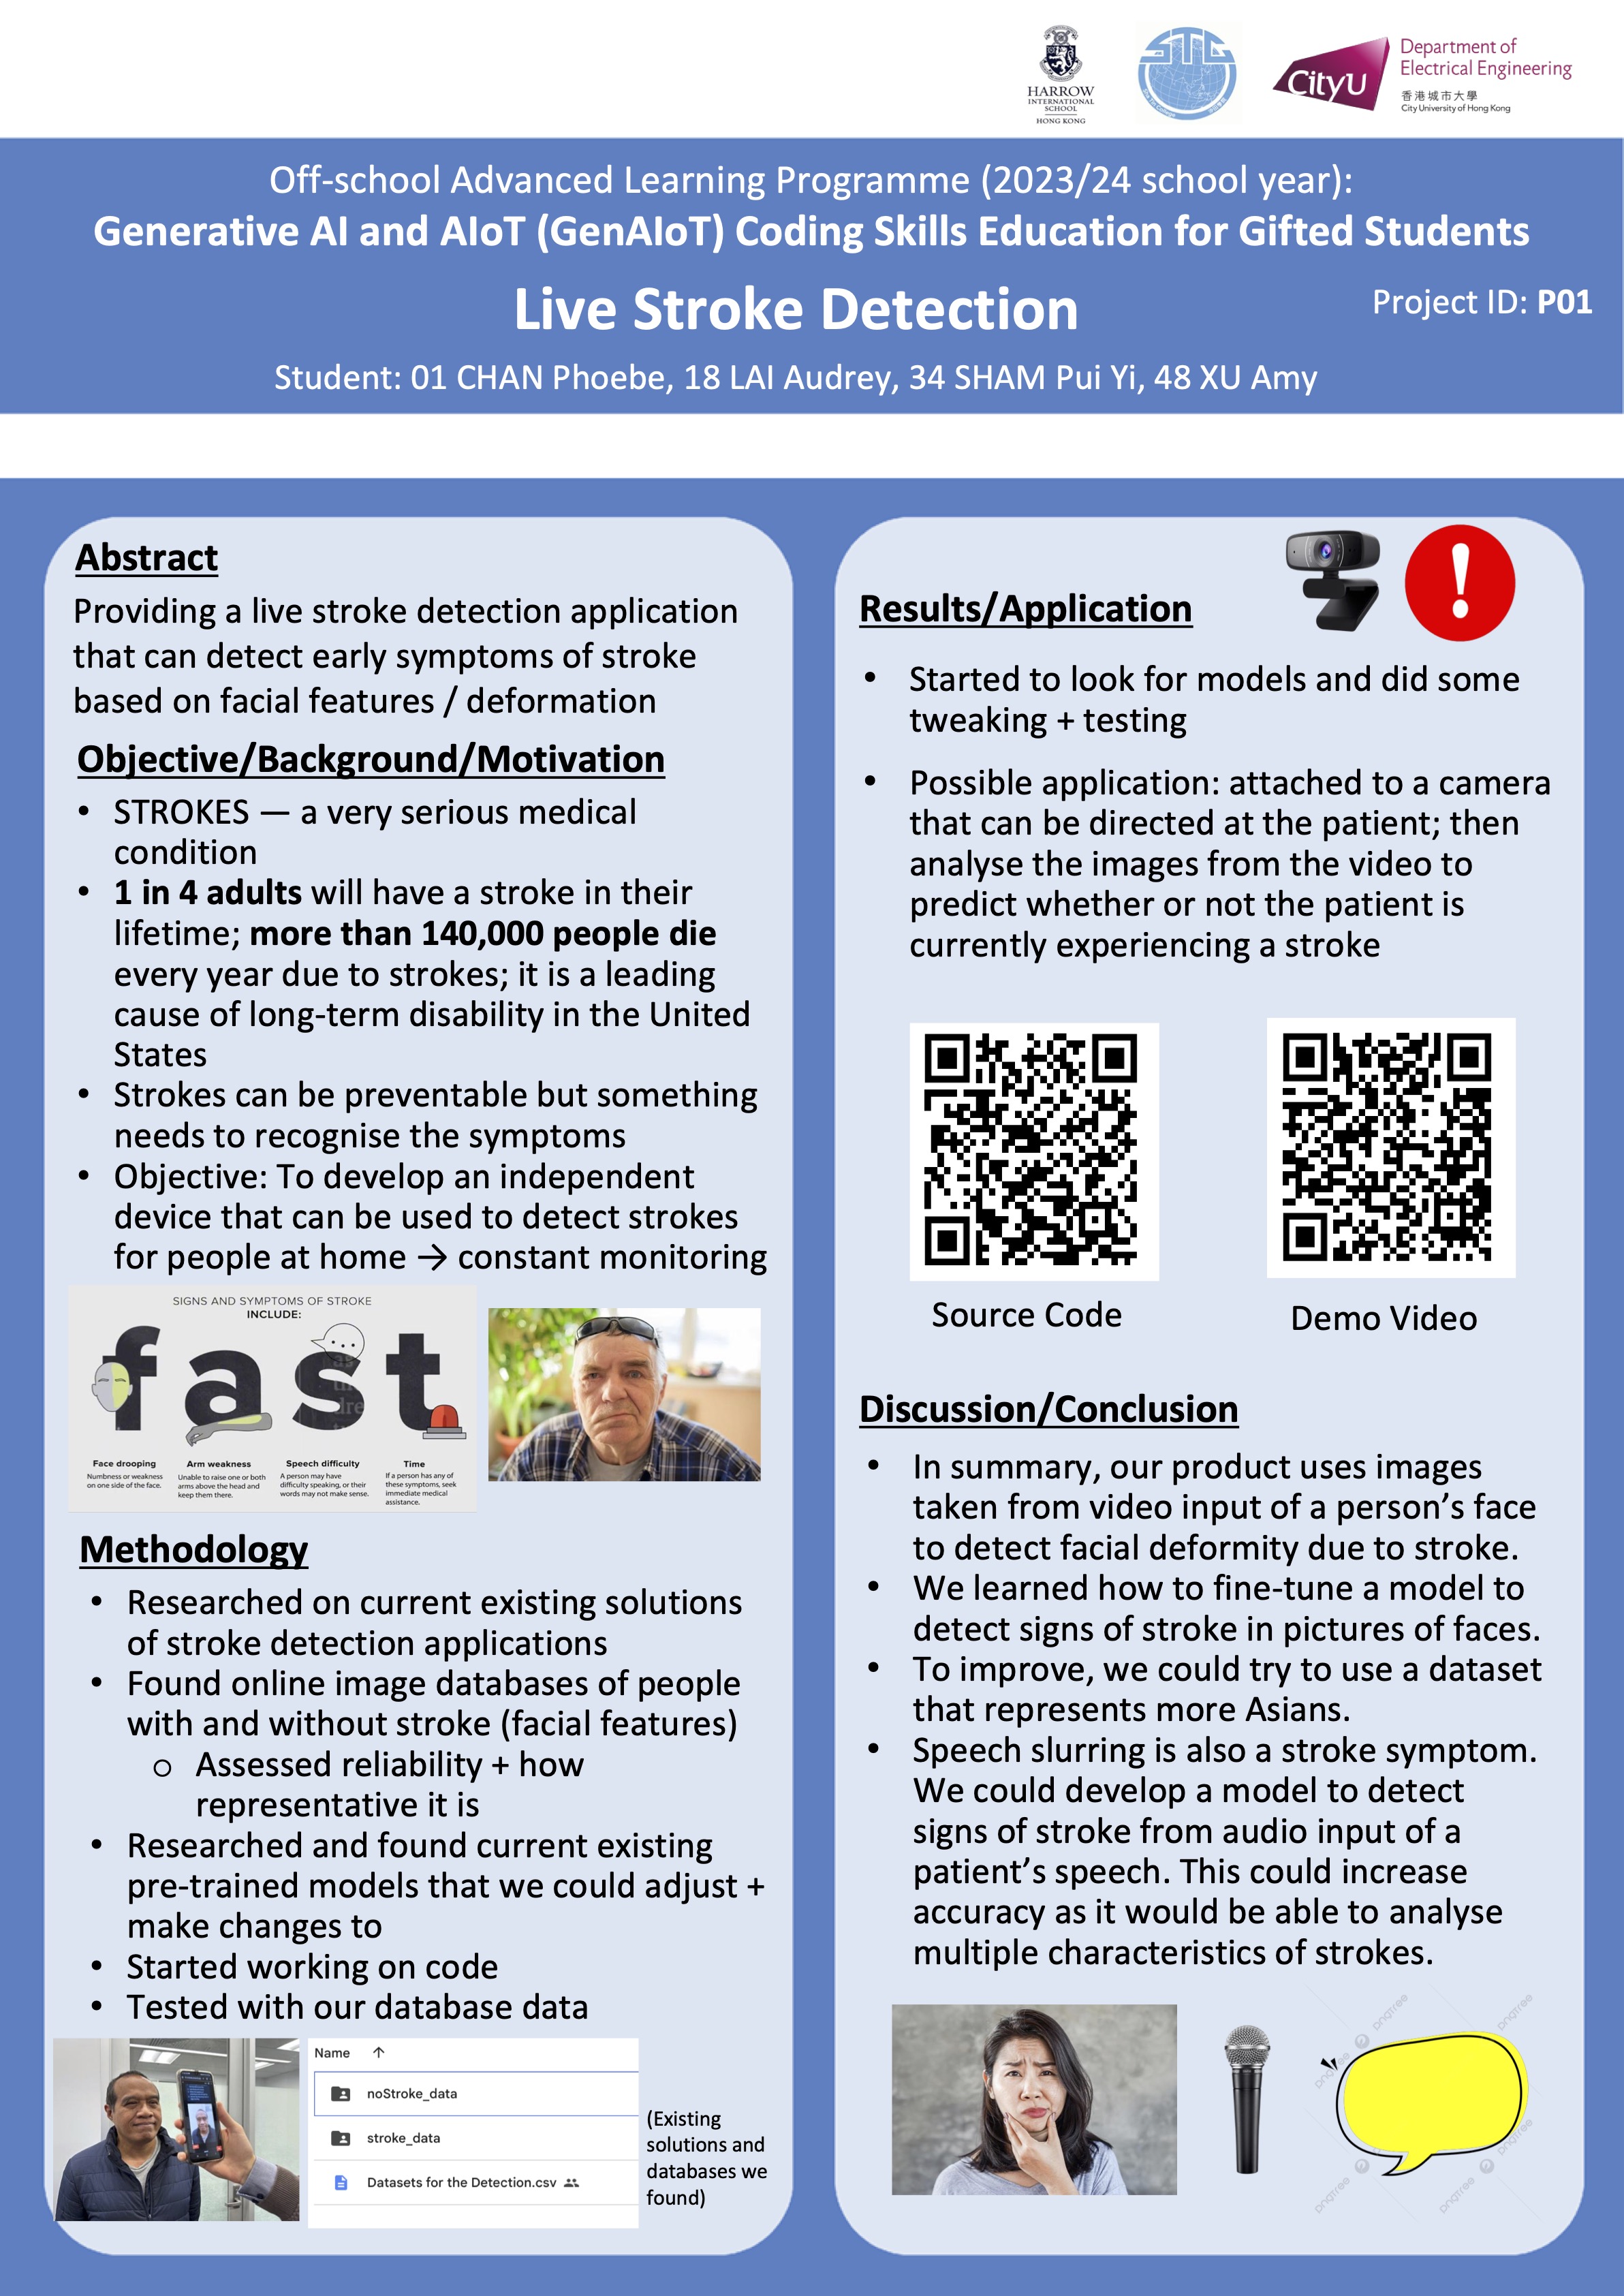 HARROW
INTERNATIONAL
SCHOOL
HONG KONG
STC
CityU
Department of
Electrical Engineering
香港城市大學
City University of Hong Kong
Off-school Advanced Learning Programme (2023/24 school year):
Generative AI and AIoT (GenAIoT) Coding Skills Education for Gifted Students
Live Stroke Detection
Project ID: P01
Student: 01 CHAN Phoebe, 18 LAI Audrey, 34 SHAM Pui Yi, 48 XU Amy
Abstract
Providing a live stroke detection application
that can detect early symptoms of stroke
based on facial features / deformation
Objective/Background/Motivation
• STROKES — a very serious medical
condition
• 1 in 4 adults will have a stroke in their
lifetime; more than 140,000 people die
every year due to strokes; it is a leading
cause of long-term disability in the United
States
• Strokes can be preventable but something
needs to recognise the symptoms
• Objective: To develop an independent
device that can be used to detect strokes
for people at home → constant monitoring
SIGNS AND SYMPTOMS OF STROKE
INCLUDE:
fast
Face drooping
Numbness or weakness
on one side of the face.
Arm weakness
Unable to raise one or both
arms above the head and
keep them there.
Speech difficulty
A person may have
difficulty speaking, or their
words may not make sense.
Time
If a person has any of
these symptoms, seek
immediate medical
assistance.
Methodology
• Researched on current existing solutions
of stroke detection applications
• Found online image databases of people
with and without stroke (facial features)
o Assessed reliability + how
representative it is
• Researched and found current existing
pre-trained models that we could adjust +
make changes to
• Started working on code
• Tested with our database data
Name ↑
noStroke_data
stroke_data
Datasets for the Detection.csv
(Existing
solutions and
databases we
found)
Results/Application
• Started to look for models and did some
tweaking + testing
• Possible application: attached to a camera
that can be directed at the patient; then
analyse the images from the video to
predict whether or not the patient is
currently experiencing a stroke
Source Code
Demo Video
Discussion/Conclusion
• In summary, our product uses images
taken from video input of a person's face
to detect facial deformity due to stroke.
• We learned how to fine-tune a model to
detect signs of stroke in pictures of faces.
• To improve, we could try to use a dataset
that represents more Asians.
• Speech slurring is also a stroke symptom.
We could develop a model to detect
signs of stroke from audio input of a
patient's speech. This could increase
accuracy as it would be able to analyse
multiple characteristics of strokes.
pngtree
pngtree
pngtree
pngtree
pngtree